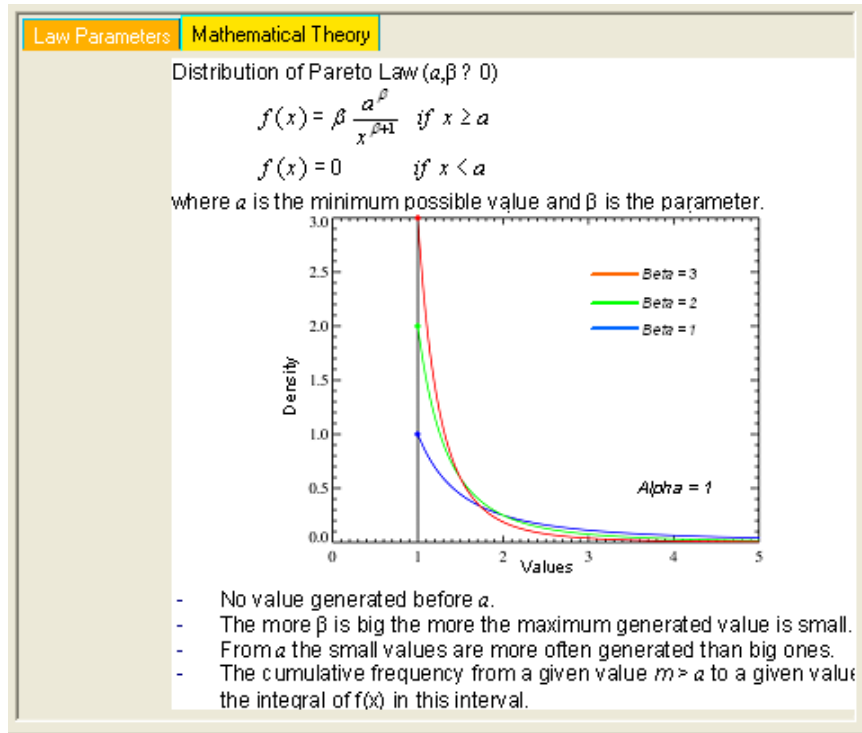 Law Parameters
Mathematical Theory
Distribution of Pareto Law (a,β ? 0)
f(x) = β a^β / x^(β+1) if x ≥ a
f(x) = 0 if x < a
where a is the minimum possible value and β is the parameter.
3.0
2.5
2.0
1.5
1.0
0.5
0.0
Density
Beta = 3
Beta = 2
Beta = 1
Alpha = 1
0 1 2 3 4 5
Values
- No value generated before a.
- The more β is big the more the maximum generated value is small.
- From a the small values are more often generated than big ones.
- The cumulative frequency from a given value m > a to a given value
the integral of f(x) in this interval.